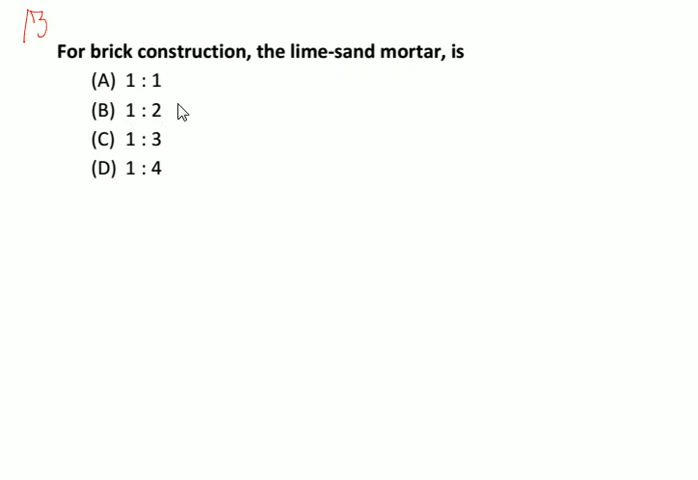 13
For brick construction, the lime-sand mortar, is
(A) 1 : 1
(B) 1 : 2
(C) 1 : 3
(D) 1 : 4